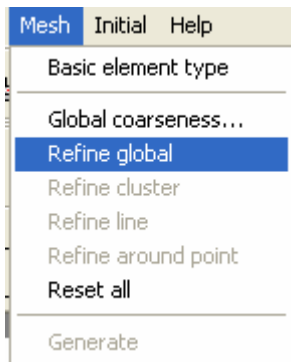 Mesh Initial Help
Basic element type
Global coarseness...
Refine global
Refine cluster
Refine line
Refine around point
Reset all
Generate